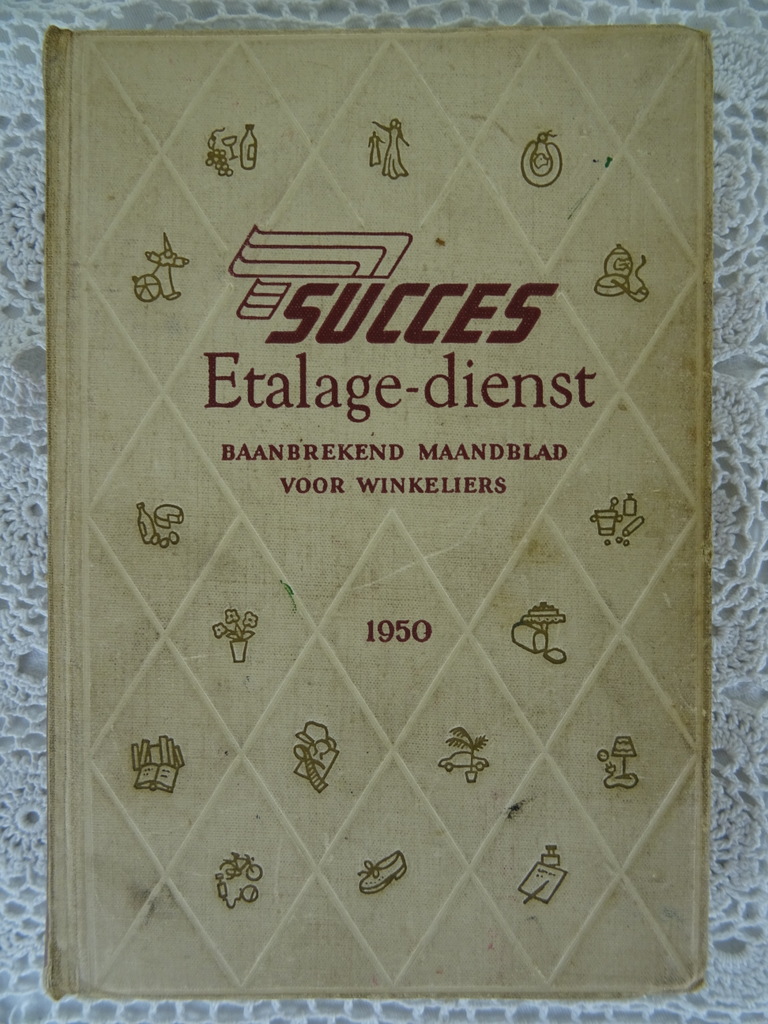 SUCCES
Etalage-dienst
BAANBREKEND MAANDBLAD
VOOR WINKELIERS
1950